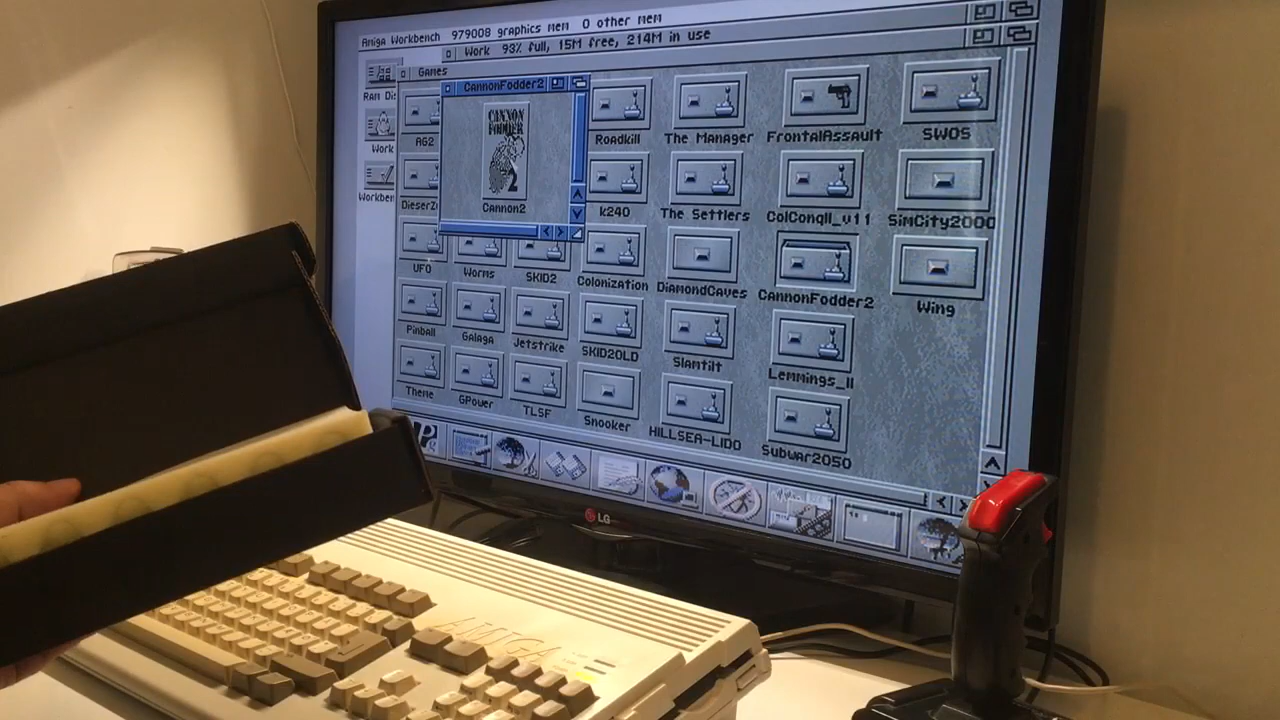 Amiga Workbench 979008 graphics mem 0 other mem
Work 93% full, 15M free, 214M in use
Games
CannonFodder2
Ram Dis
Work
Workben
CANNON
FODDER
2
Cannon2
AG2
Roadkill
The Manager
FrontalAssault
SWOS
DieserZ
k240
The Settlers
ColConqII_v11
SimCity2000
UFO
Worms
SKID2
Colonization
DiamondCaves
CannonFodder2
Wing
Pinball
Galaga
Jetstrike
SKID2OLD
Slamtilt
Lemmings_II
Theme
GPower
TLSF
Snooker
HILLSEA-LIDO
Subwar2050
LG
AMIGA